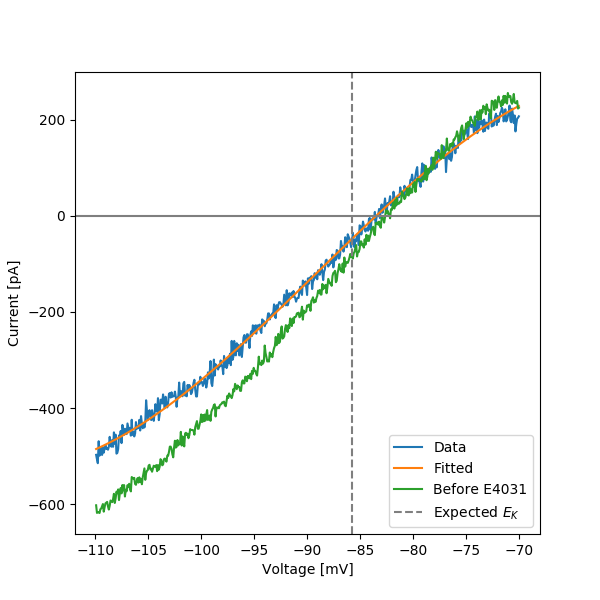 200
0
−200
−400
−600
Current [pA]
−110
−105
−100
−95
−90
−85
−80
−75
−70
Voltage [mV]
Data
Fitted
Before E4031
Expected E_K